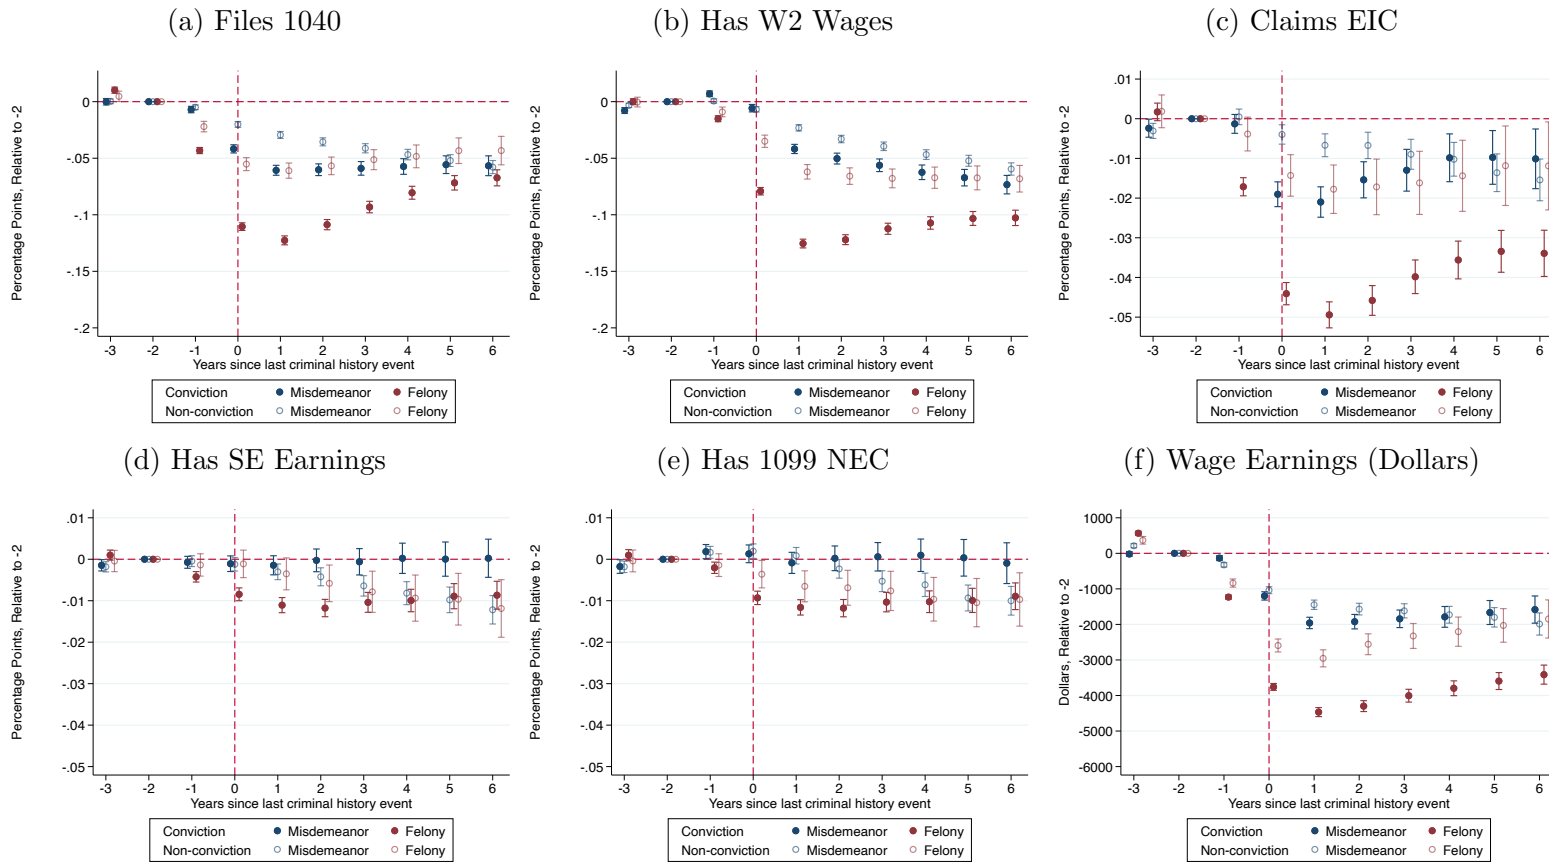 (a) Files 1040
(b) Has W2 Wages
(c) Claims EIC
Percentage Points, Relative to -2
0
-.05
-.1
-.15
-.2
-3 -2 -1 0 1 2 3 4 5 6
Years since last criminal history event
Conviction Misdemeanor Felony
Non-conviction Misdemeanor Felony
Percentage Points, Relative to -2
0
-.05
-.1
-.15
-.2
-3 -2 -1 0 1 2 3 4 5 6
Years since last criminal history event
Conviction Misdemeanor Felony
Non-conviction Misdemeanor Felony
Percentage Points, Relative to -2
.01
0
-.01
-.02
-.03
-.04
-.05
-3 -2 -1 0 1 2 3 4 5 6
Years since last criminal history event
Conviction Misdemeanor Felony
Non-conviction Misdemeanor Felony
(d) Has SE Earnings
(e) Has 1099 NEC
(f) Wage Earnings (Dollars)
Percentage Points, Relative to -2
.01
0
-.01
-.02
-.03
-.04
-.05
-3 -2 -1 0 1 2 3 4 5 6
Years since last criminal history event
Conviction Misdemeanor Felony
Non-conviction Misdemeanor Felony
Percentage Points, Relative to -2
.01
0
-.01
-.02
-.03
-.04
-.05
-3 -2 -1 0 1 2 3 4 5 6
Years since last criminal history event
Conviction Misdemeanor Felony
Non-conviction Misdemeanor Felony
Dollars, Relative to -2
1000
0
-1000
-2000
-3000
-4000
-5000
-6000
-3 -2 -1 0 1 2 3 4 5 6
Years since last criminal history event
Conviction Misdemeanor Felony
Non-conviction Misdemeanor Felony